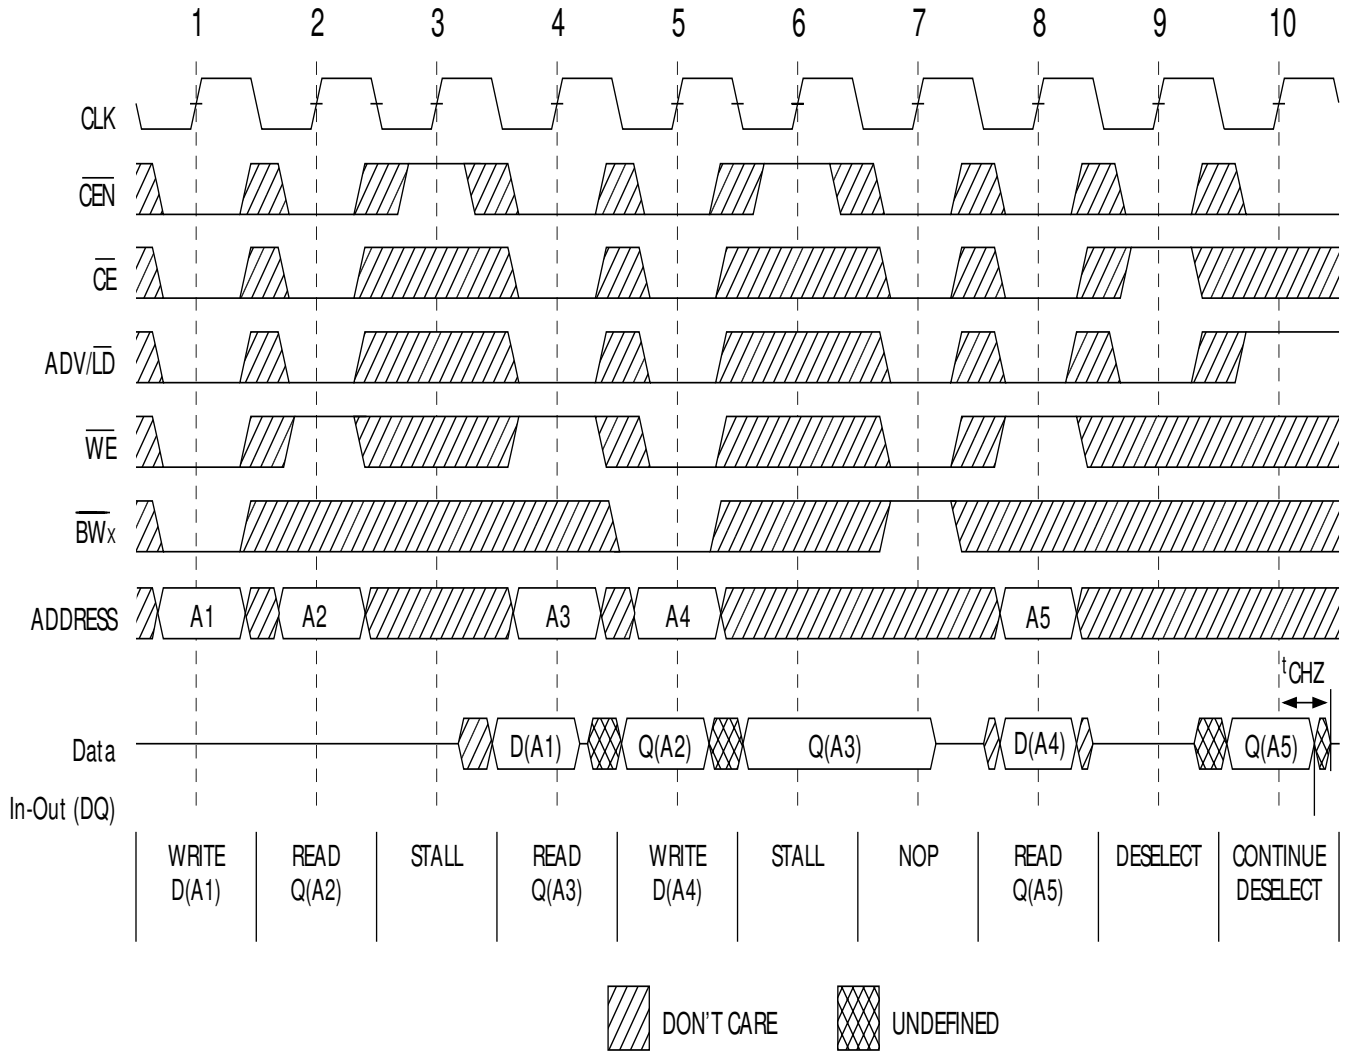 1 2 3 4 5 6 7 8 9 10
CLK
CEN
CE
ADV/LD
WE
BWX
ADDRESS A1 A2 A3 A4 A5
tCHZ
Data D(A1) Q(A2) Q(A3) D(A4) Q(A5)
In-Out (DQ)
WRITE READ STALL READ WRITE STALL NOP READ DESELECT CONTINUE
D(A1) Q(A2) Q(A3) D(A4) Q(A5) DESELECT
DON'T CARE UNDEFINED